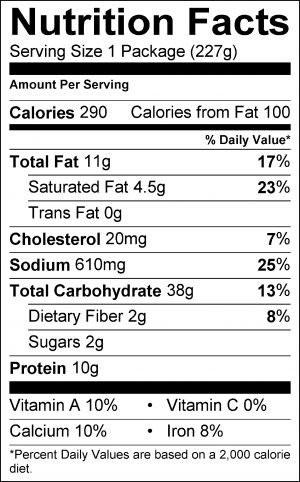 Nutrition Facts
Serving Size 1 Package (227g)
Amount Per Serving
Calories 290 Calories from Fat 100
% Daily Value*
Total Fat 11g 17%
Saturated Fat 4.5g 23%
Trans Fat 0g
Cholesterol 20mg 7%
Sodium 610mg 25%
Total Carbohydrate 38g 13%
Dietary Fiber 2g 8%
Sugars 2g
Protein 10g
Vitamin A 10% • Vitamin C 0%
Calcium 10% • Iron 8%
*Percent Daily Values are based on a 2,000 calorie
diet.